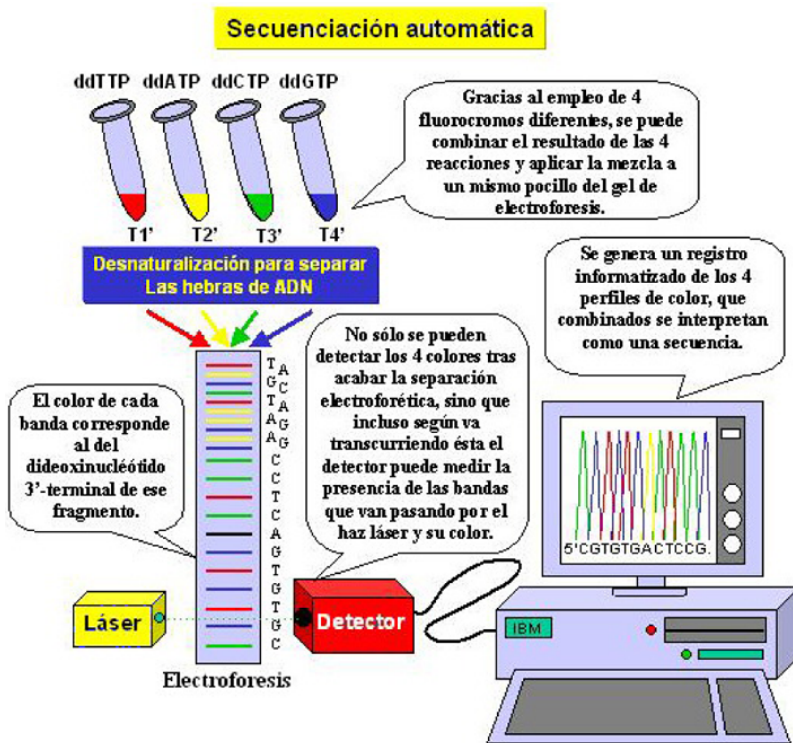 Secuenciación automática
ddTTP ddATP ddCTP ddGTP
T1' T2' T3' T4'
Gracias al empleo de 4
fluorocromos diferentes, se puede
combinar el resultado de las 4
reacciones y aplicar la mezcla a
un mismo pocillo del gel de
electroforesis.
Desnaturalización para separar
Las hebras de ADN
Se genera un registro
informatizado de los 4
perfiles de color, que
combinados se interpretan
como una secuencia.
No sólo se pueden
detectar los 4 colores tras
acabar la separación
electroforética, sino que
incluso según va
transcurriendo ésta el
detector puede medir la
presencia de las bandas
que van pasando por el
haz láser y su color.
El color de cada
banda corresponde
al del
dideoxinucléótido
3'-terminal de ese
fragmento.
T
A
G
C
T
A
A
G
A
G
C
C
T
C
A
G
T
G
T
G
C
Láser
Detector
Electroforesis
5'CGTGTGACTCCG.
IBM